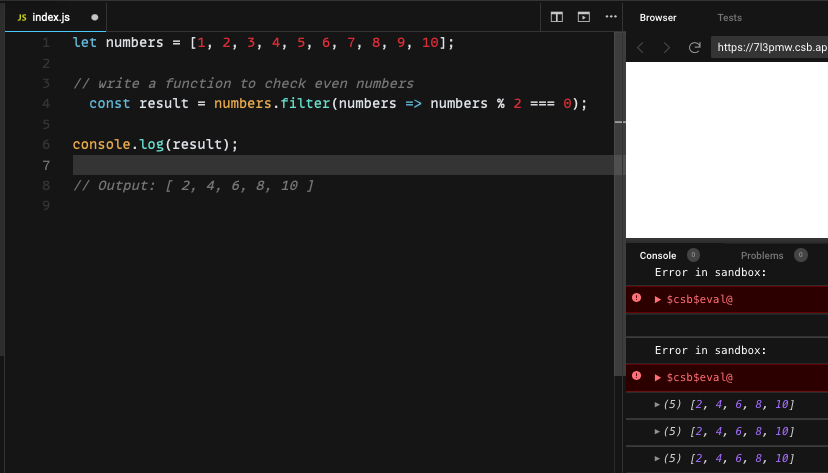 JS index.js
1 let numbers = [1, 2, 3, 4, 5, 6, 7, 8, 9, 10];
2
3 // write a function to check even numbers
4 const result = numbers.filter(numbers => numbers % 2 === 0);
5
6 console.log(result);
7
8 // Output: [ 2, 4, 6, 8, 10 ]
9
Browser Tests
https://7l3pmw.csb.ap
Console 0 Problems 0
Error in sandbox:
$csb$eval@
Error in sandbox:
$csb$eval@
(5) [2, 4, 6, 8, 10]
(5) [2, 4, 6, 8, 10]
(5) [2, 4, 6, 8, 10]